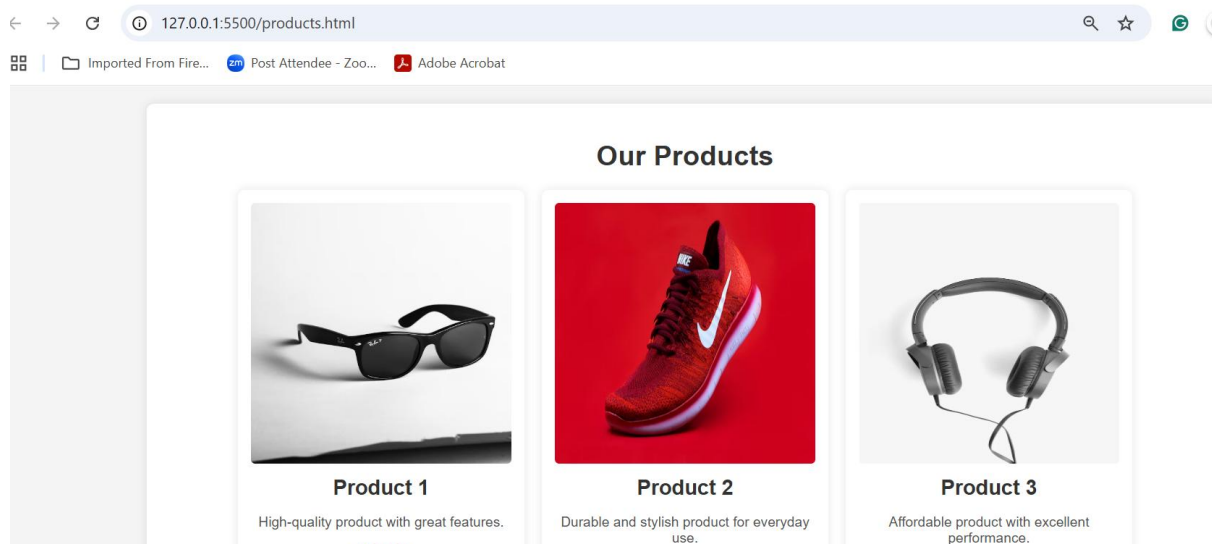 127.0.0.1:5500/products.html
Imported From Fire...
zm Post Attendee - Zoo...
Adobe Acrobat
Our Products
NIKE
Product 1
Product 2
Product 3
High-quality product with great features.
Durable and stylish product for everyday
use.
Affordable product with excellent
performance.